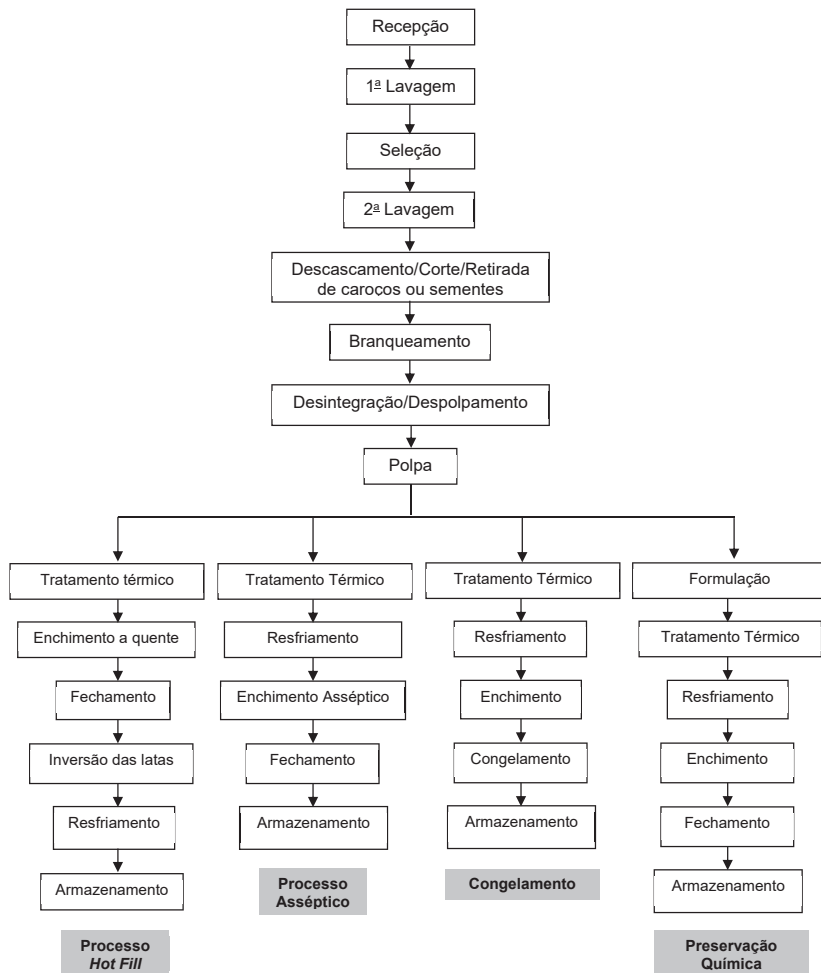 Recepção
1ª Lavagem
Seleção
2ª Lavagem
Descascamento/Corte/Retirada
de caroços ou sementes
Branqueamento
Desintegração/Despolpamento
Polpa
Tratamento térmico
Enchimento a quente
Fechamento
Inversão das latas
Resfriamento
Armazenamento
Processo
Hot Fill
Tratamento Térmico
Resfriamento
Enchimento Asséptico
Fechamento
Armazenamento
Processo
Asséptico
Tratamento Térmico
Resfriamento
Enchimento
Congelamento
Armazenamento
Congelamento
Formulação
Tratamento Térmico
Resfriamento
Enchimento
Fechamento
Armazenamento
Preservação
Química